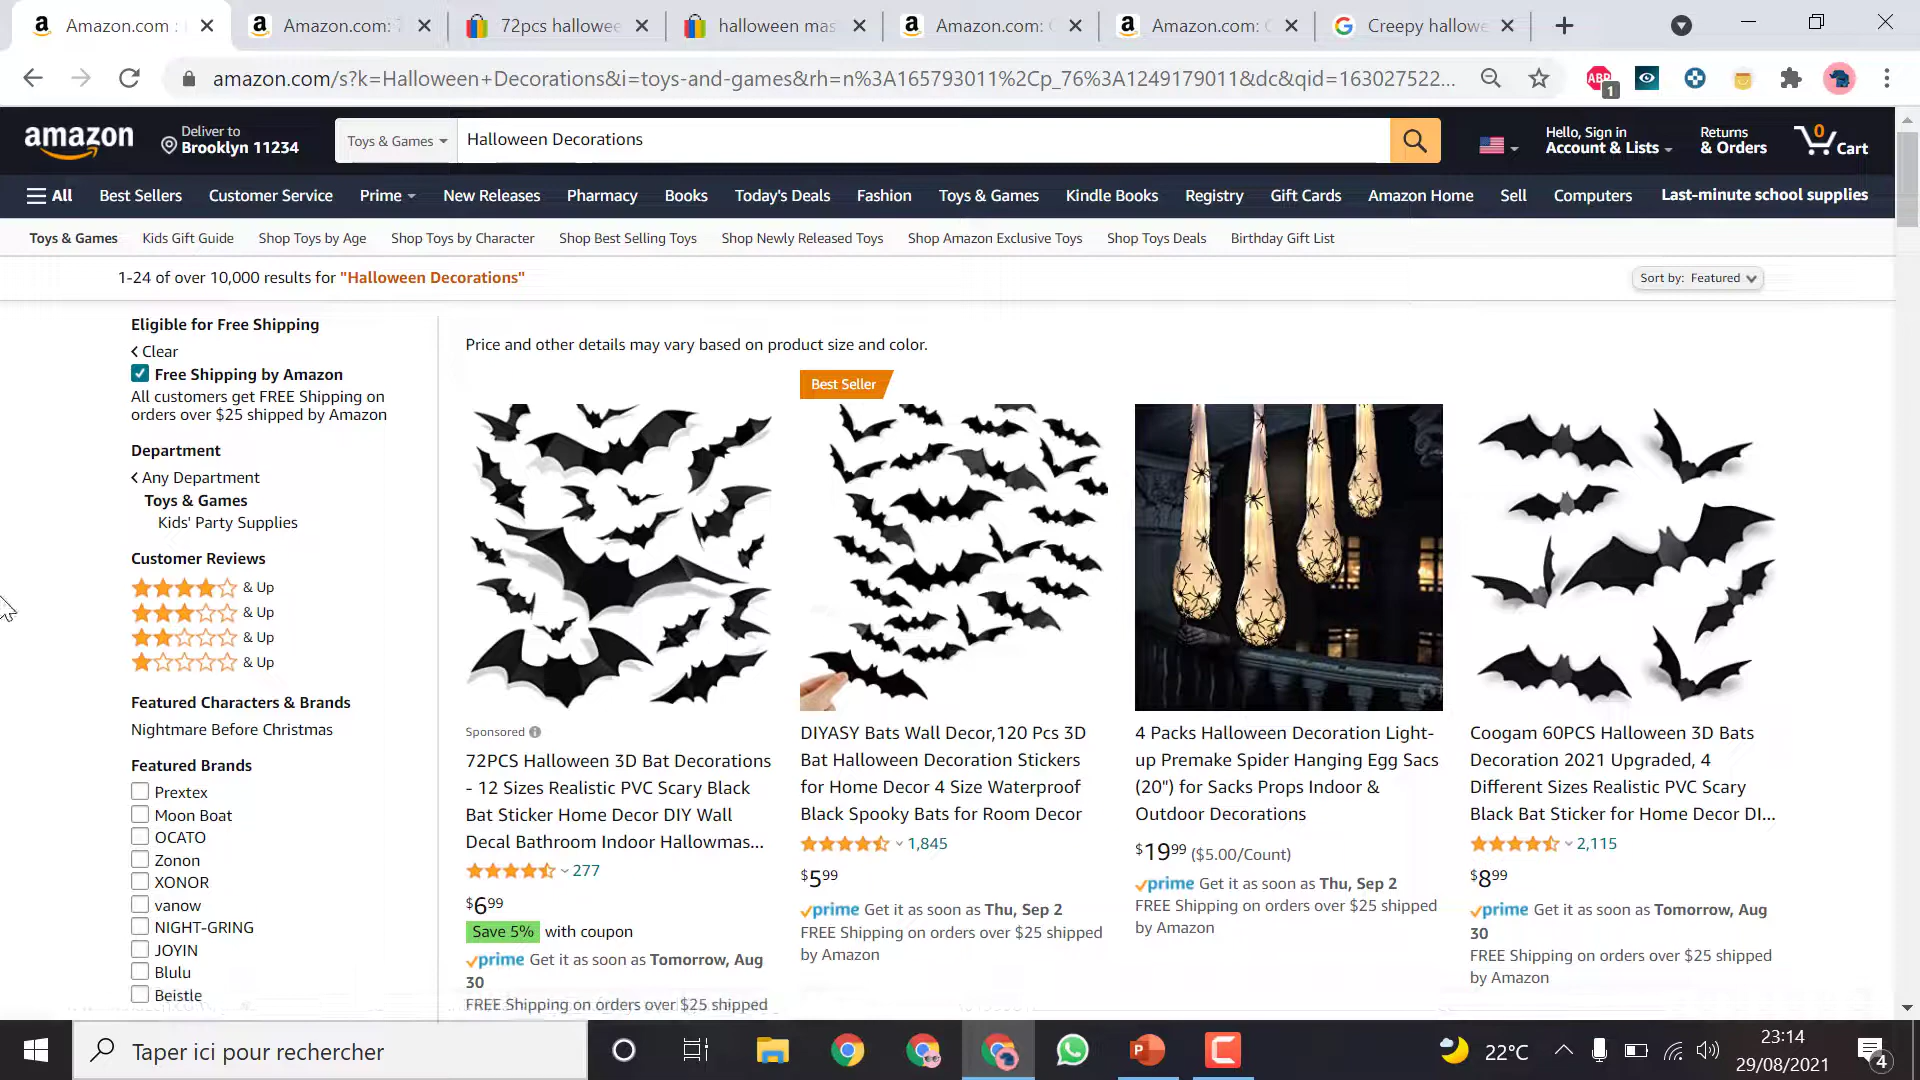 Amazon.com :
Amazon.com: 7
72pcs hallowee
halloween mas
Amazon.com: C
Amazon.com: C
Creepy hallowe
amazon.com/s?k=Halloween+Decorations&i=toys-and-games&rh=n%3A165793011%2Cp_76%3A1249179011&dc&qid=163027522...
ABP
1
amazon
Deliver to
Brooklyn 11234
Toys & Games
Halloween Decorations
Hello, Sign in
Account & Lists
Returns
& Orders
0
Cart
All
Best Sellers
Customer Service
Prime
New Releases
Pharmacy
Books
Today's Deals
Fashion
Toys & Games
Kindle Books
Registry
Gift Cards
Amazon Home
Sell
Computers
Last-minute school supplies
Toys & Games
Kids Gift Guide
Shop Toys by Age
Shop Toys by Character
Shop Best Selling Toys
Shop Newly Released Toys
Shop Amazon Exclusive Toys
Shop Toys Deals
Birthday Gift List
1-24 of over 10,000 results for "Halloween Decorations"
Sort by: Featured
Eligible for Free Shipping
Clear
Free Shipping by Amazon
All customers get FREE Shipping on
orders over $25 shipped by Amazon
Department
Any Department
Toys & Games
Kids' Party Supplies
Customer Reviews
& Up
& Up
& Up
& Up
Featured Characters & Brands
Nightmare Before Christmas
Featured Brands
Prextex
Moon Boat
OCATO
Zonon
XONOR
vanow
NIGHT-GRING
JOYIN
Blulu
Beistle
Price and other details may vary based on product size and color.
Sponsored
72PCS Halloween 3D Bat Decorations
- 12 Sizes Realistic PVC Scary Black
Bat Sticker Home Decor DIY Wall
Decal Bathroom Indoor Hallowmas...
277
$6.99
Save 5% with coupon
prime Get it as soon as Tomorrow, Aug
30
FREE Shipping on orders over $25 shipped
Best Seller
DIYASY Bats Wall Decor,120 Pcs 3D
Bat Halloween Decoration Stickers
for Home Decor 4 Size Waterproof
Black Spooky Bats for Room Decor
1,845
$5.99
prime Get it as soon as Thu, Sep 2
FREE Shipping on orders over $25 shipped
by Amazon
4 Packs Halloween Decoration Light-
up Premake Spider Hanging Egg Sacs
(20") for Sacks Props Indoor &
Outdoor Decorations
$19.99 ($5.00/Count)
prime Get it as soon as Thu, Sep 2
FREE Shipping on orders over $25 shipped
by Amazon
Coogam 60PCS Halloween 3D Bats
Decoration 2021 Upgraded, 4
Different Sizes Realistic PVC Scary
Black Bat Sticker for Home Decor DI...
2,115
$8.99
prime Get it as soon as Tomorrow, Aug
30
FREE Shipping on orders over $25 shipped
by Amazon
Taper ici pour rechercher
22°C
23:14
29/08/2021
4